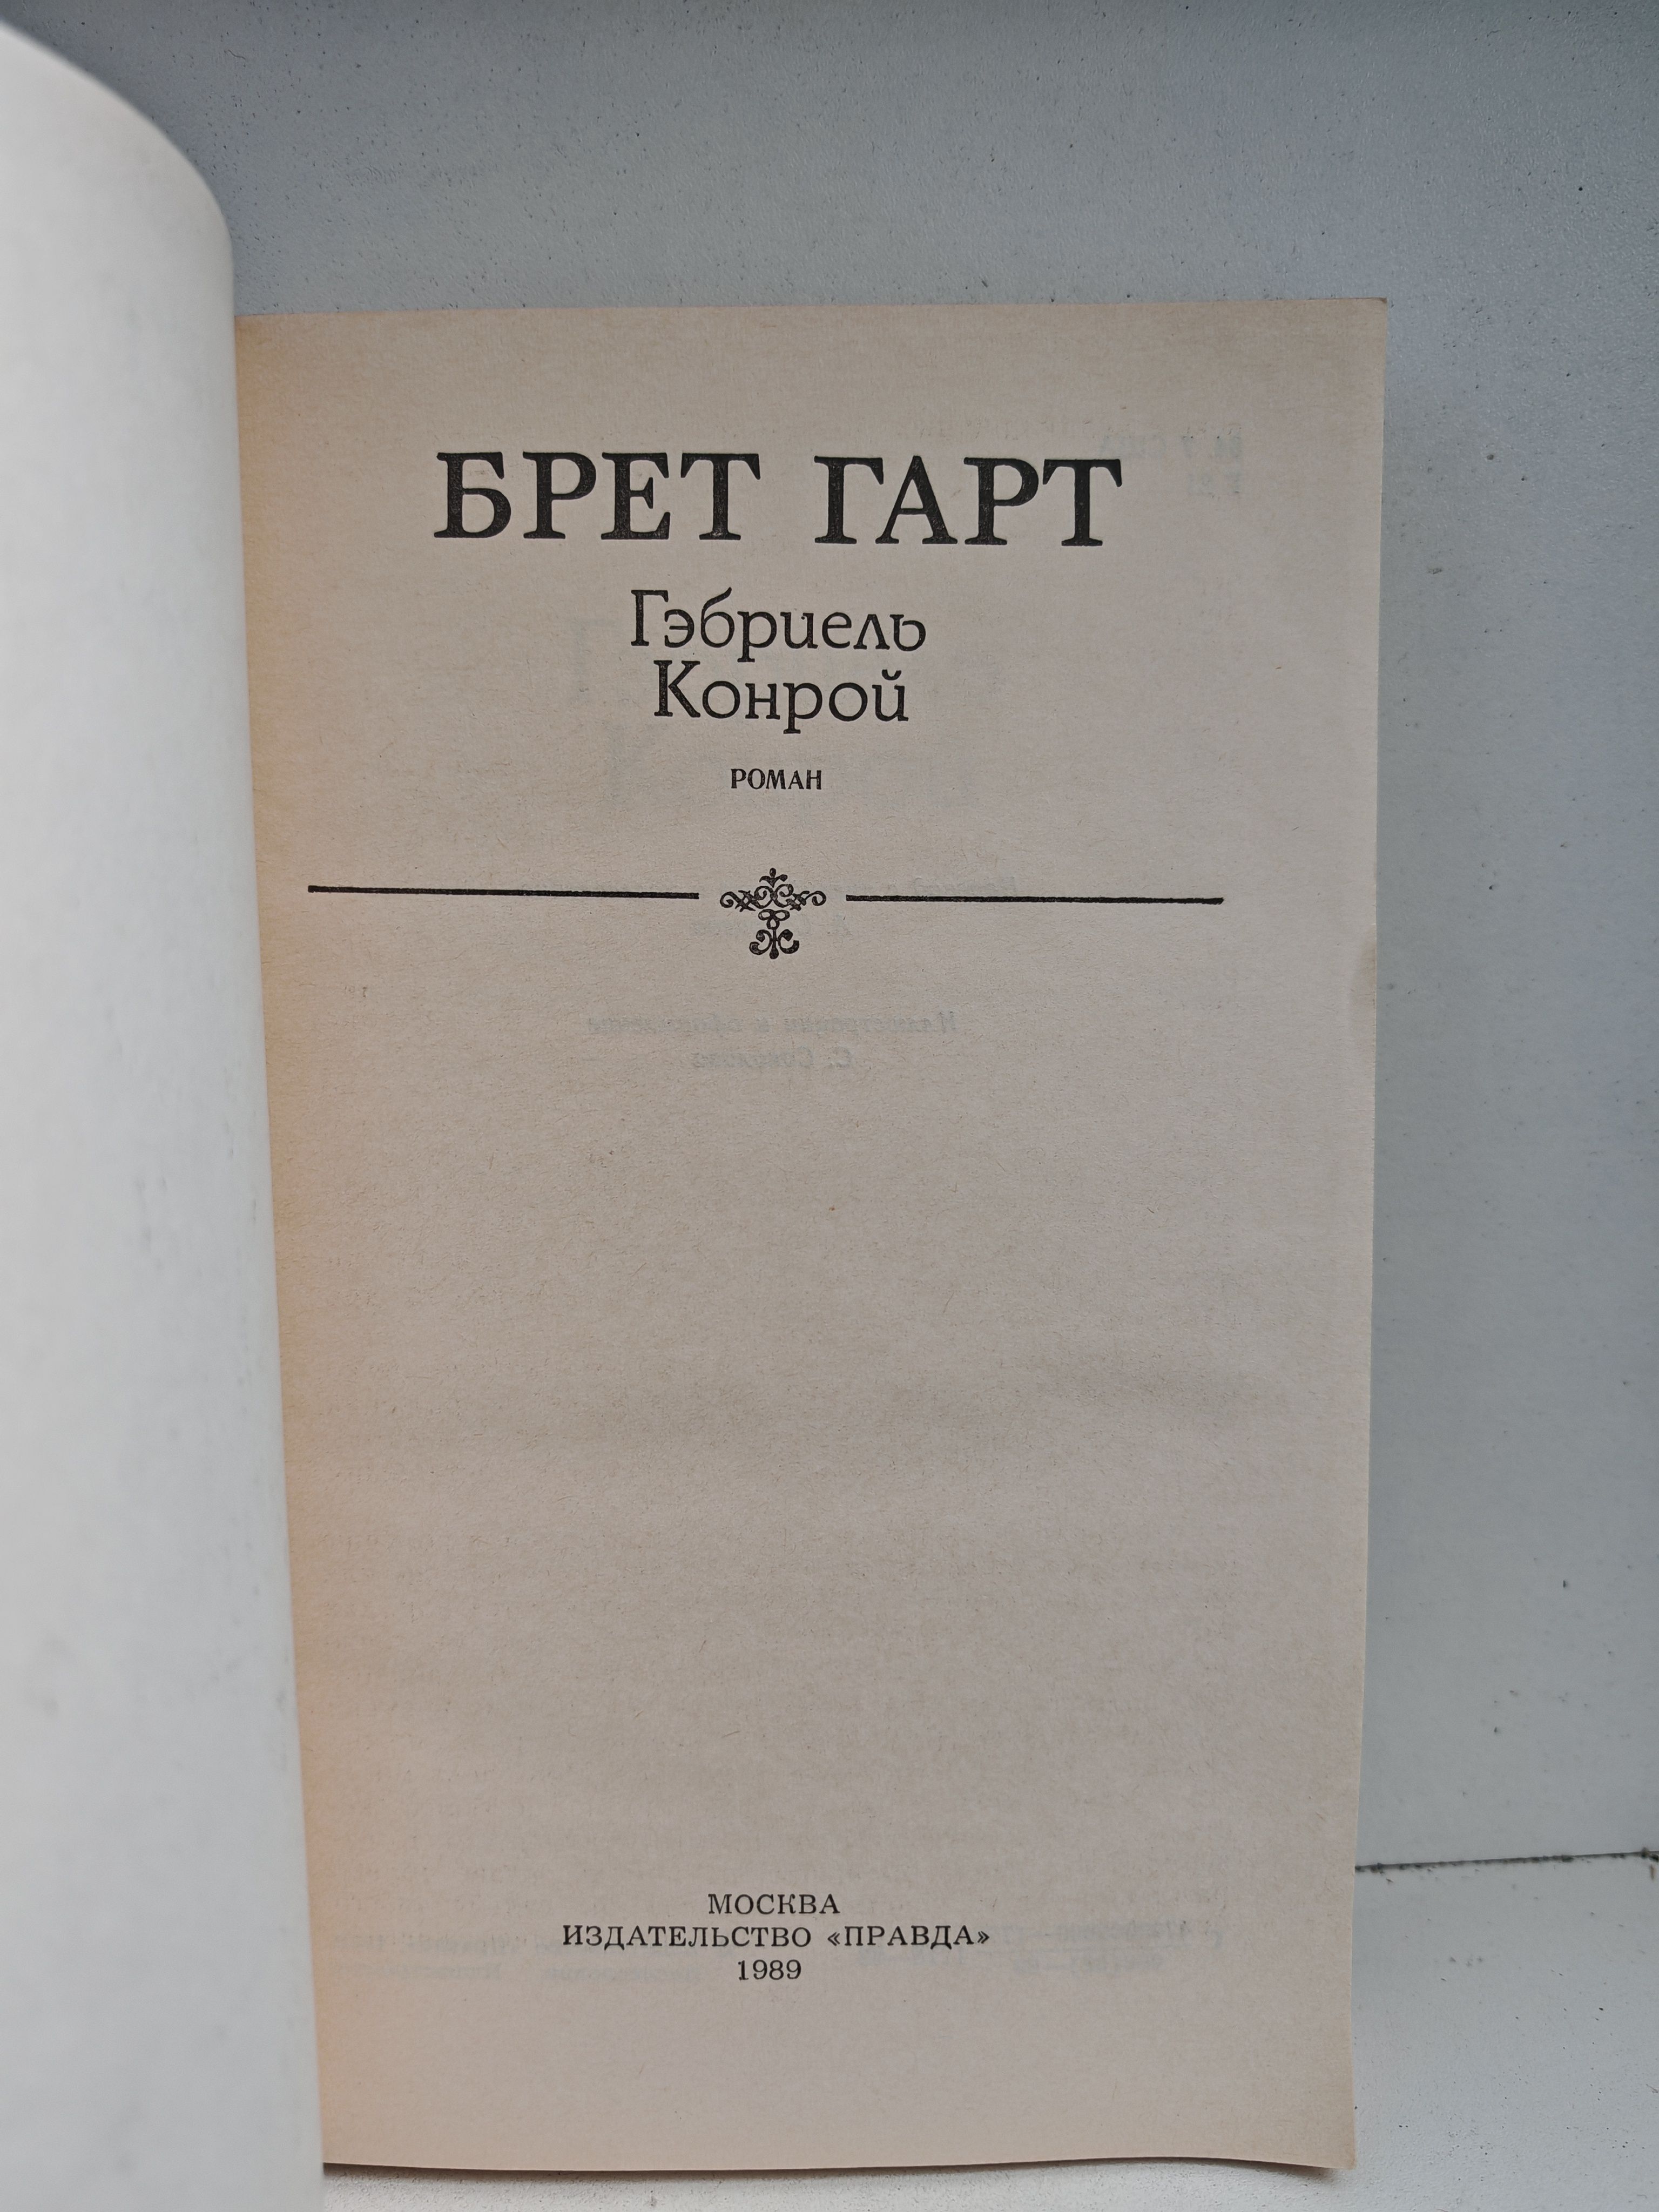 БРЕТ ГАРТ
Гэбриель
Конрой
РОМАН
МОСКВА
ИЗДАТЕЛЬСТВО «ПРАВДА»
1989